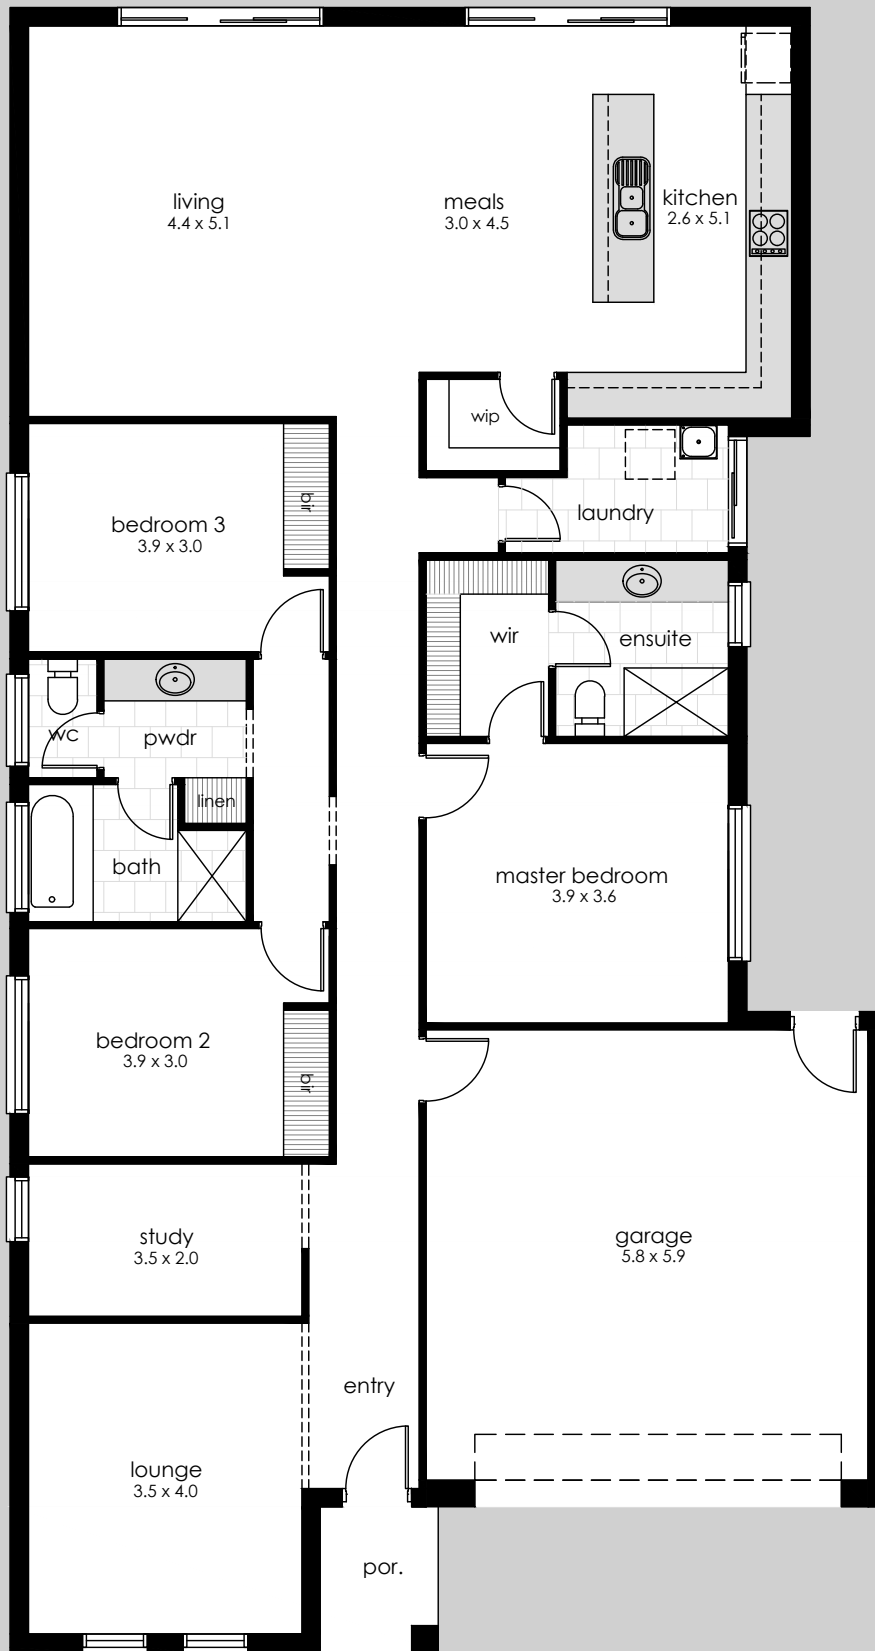 living
4.4 x 5.1
meals
3.0 x 4.5
kitchen
2.6 x 5.1
wip
bir
bedroom 3
3.9 x 3.0
laundry
wir
ensuite
wc
pwdr
linen
bath
master bedroom
3.9 x 3.6
bedroom 2
3.9 x 3.0
bir
study
3.5 x 2.0
garage
5.8 x 5.9
entry
lounge
3.5 x 4.0
por.